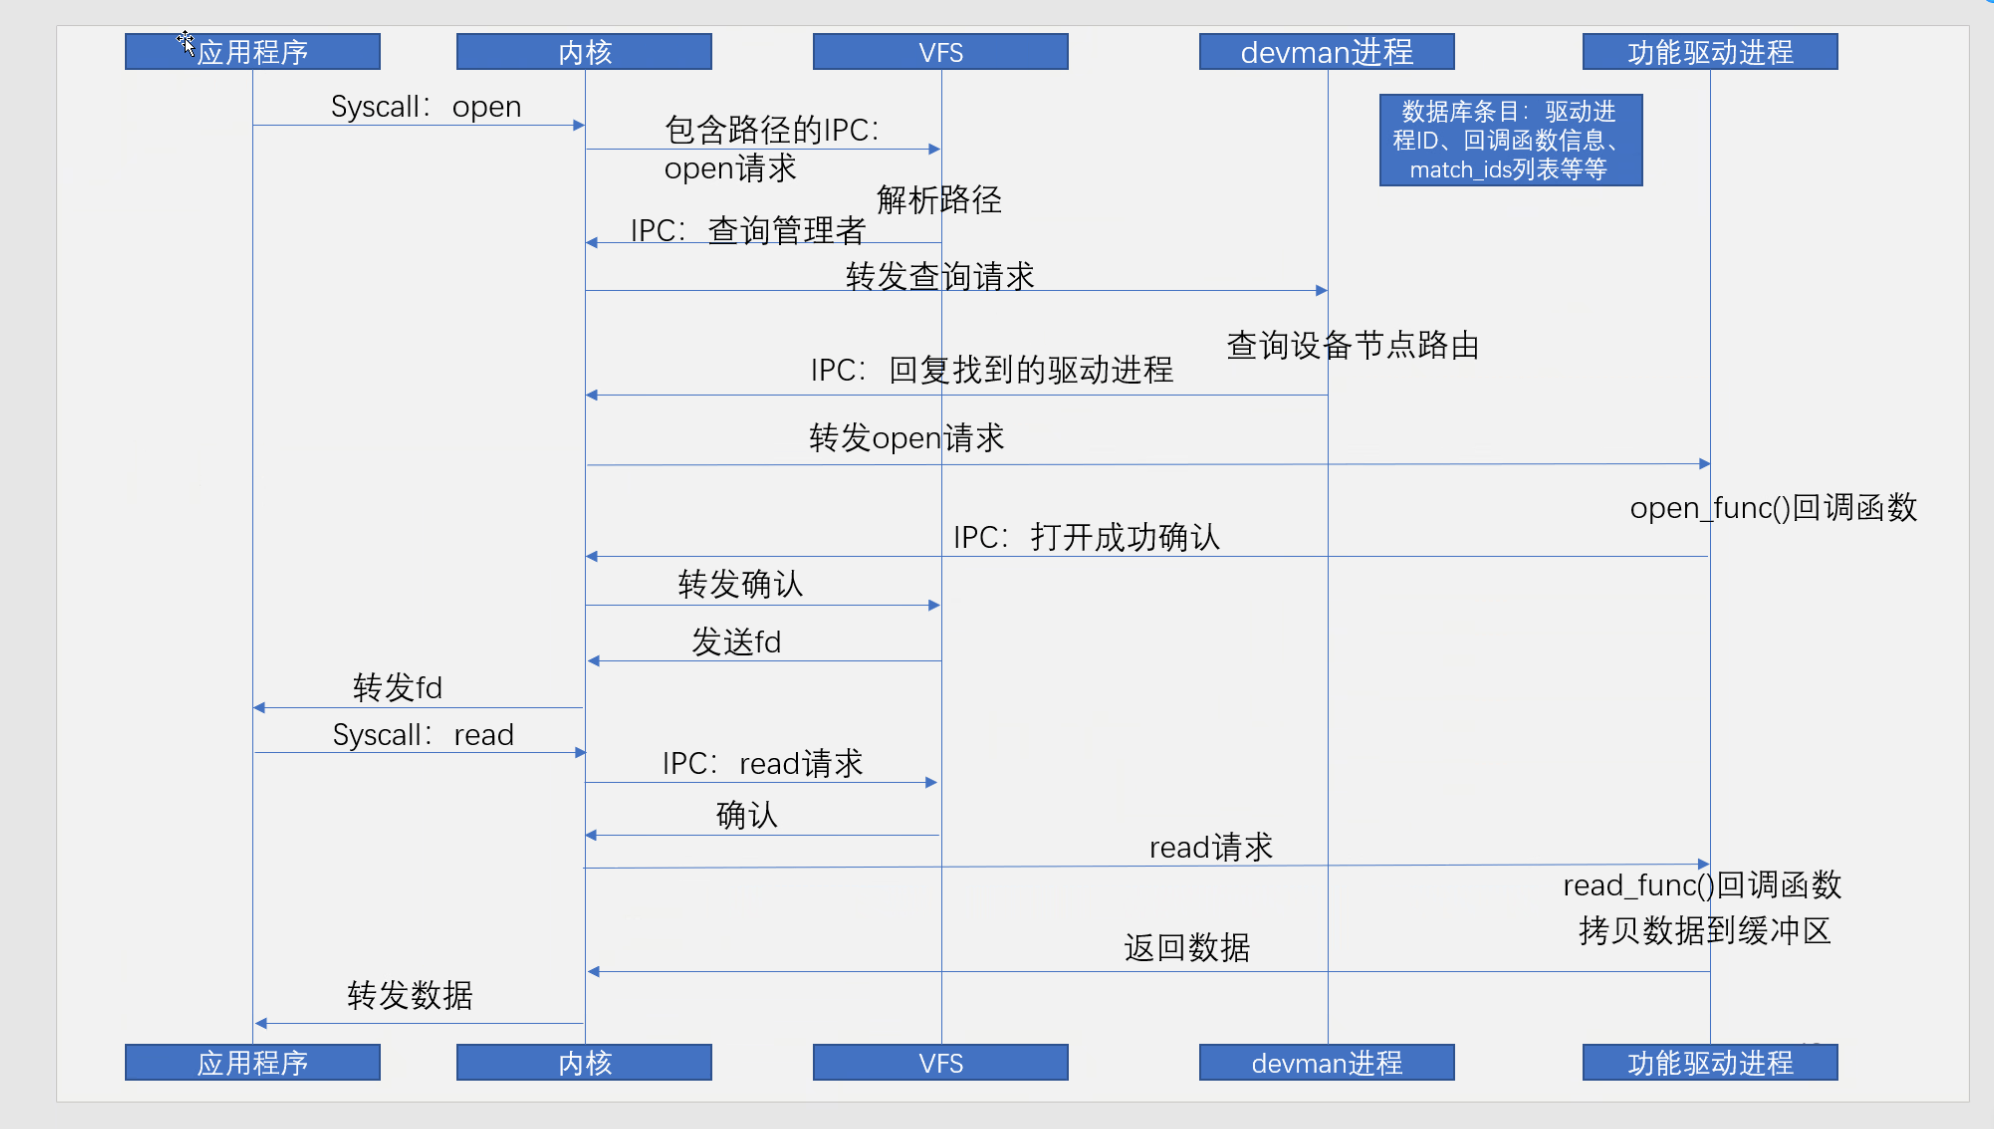 应用程序
内核
VFS
devman进程
功能驱动进程
Syscall：open
数据库条目：驱动进
程ID、回调函数信息、
match_ids列表等等
包含路径的IPC：
open请求
解析路径
IPC：查询管理者
转发查询请求
查询设备节点路由
IPC：回复找到的驱动进程
转发open请求
open_func()回调函数
IPC：打开成功确认
转发确认
发送fd
转发fd
Syscall：read
IPC：read请求
确认
read请求
read_func()回调函数
拷贝数据到缓冲区
返回数据
转发数据
应用程序
内核
VFS
devman进程
功能驱动进程